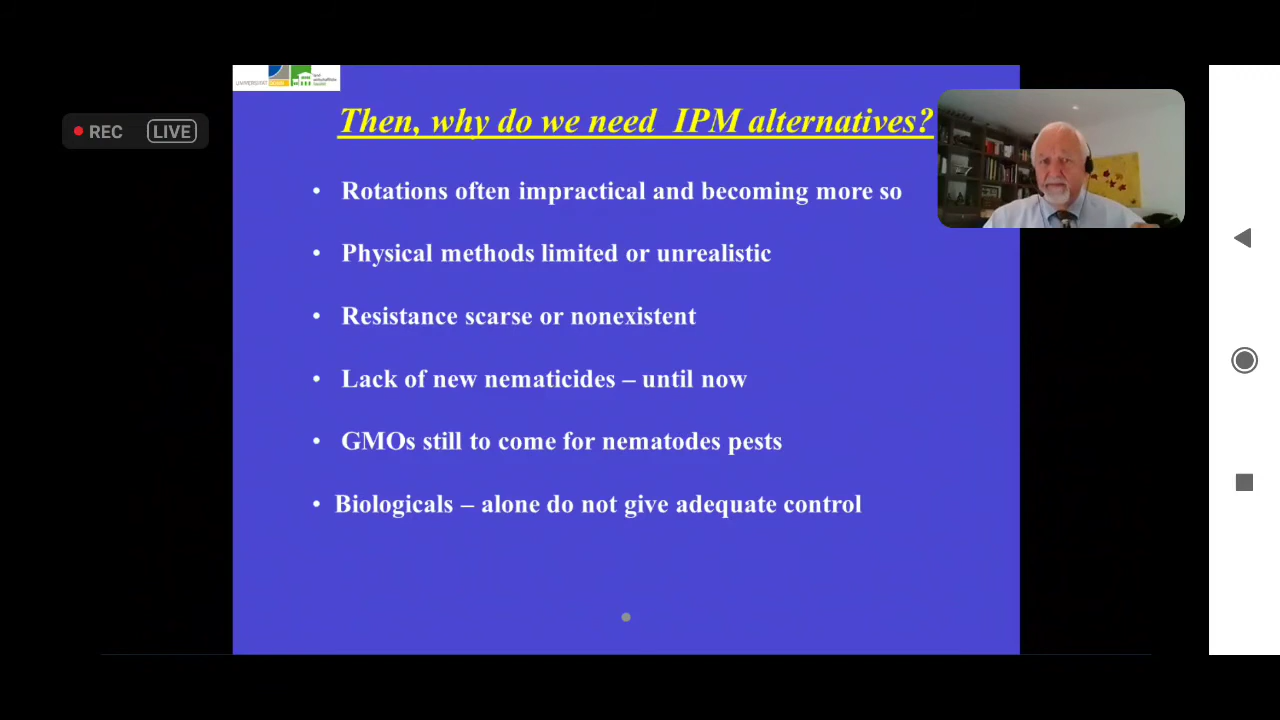 REC LIVE
UNIVERSITÄT
Then, why do we need IPM alternatives?
• Rotations often impractical and becoming more so
• Physical methods limited or unrealistic
• Resistance scarse or nonexistent
• Lack of new nematicides – until now
• GMOs still to come for nematodes pests
• Biologicals – alone do not give adequate control